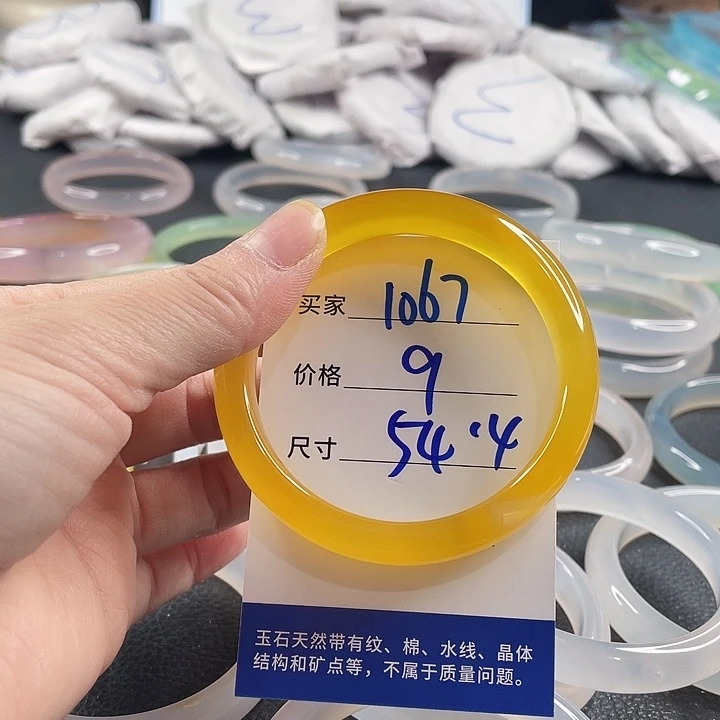 买家 1067
价格 9
尺寸 54.4
玉石天然带有纹、棉、水线、晶体
结构和矿点等，不属于质量问题。